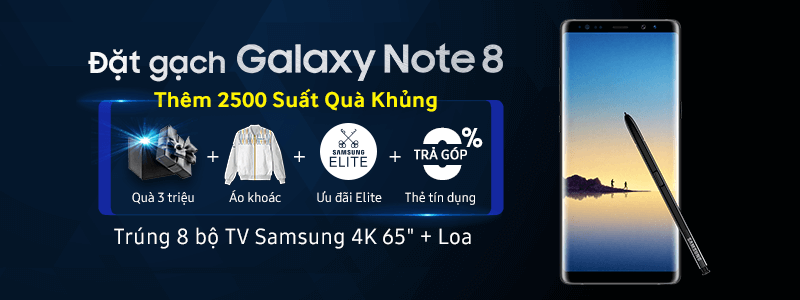 Đặt gạch Galaxy Note 8
Thêm 2500 Suất Quà Khủng
+ + +
SAMSUNG
ELITE
0%
TRẢ GÓP
Quà 3 triệu
Áo khoác
Ưu đãi Elite
Thẻ tín dụng
Trúng 8 bộ TV Samsung 4K 65" + Loa
SAMSUNG